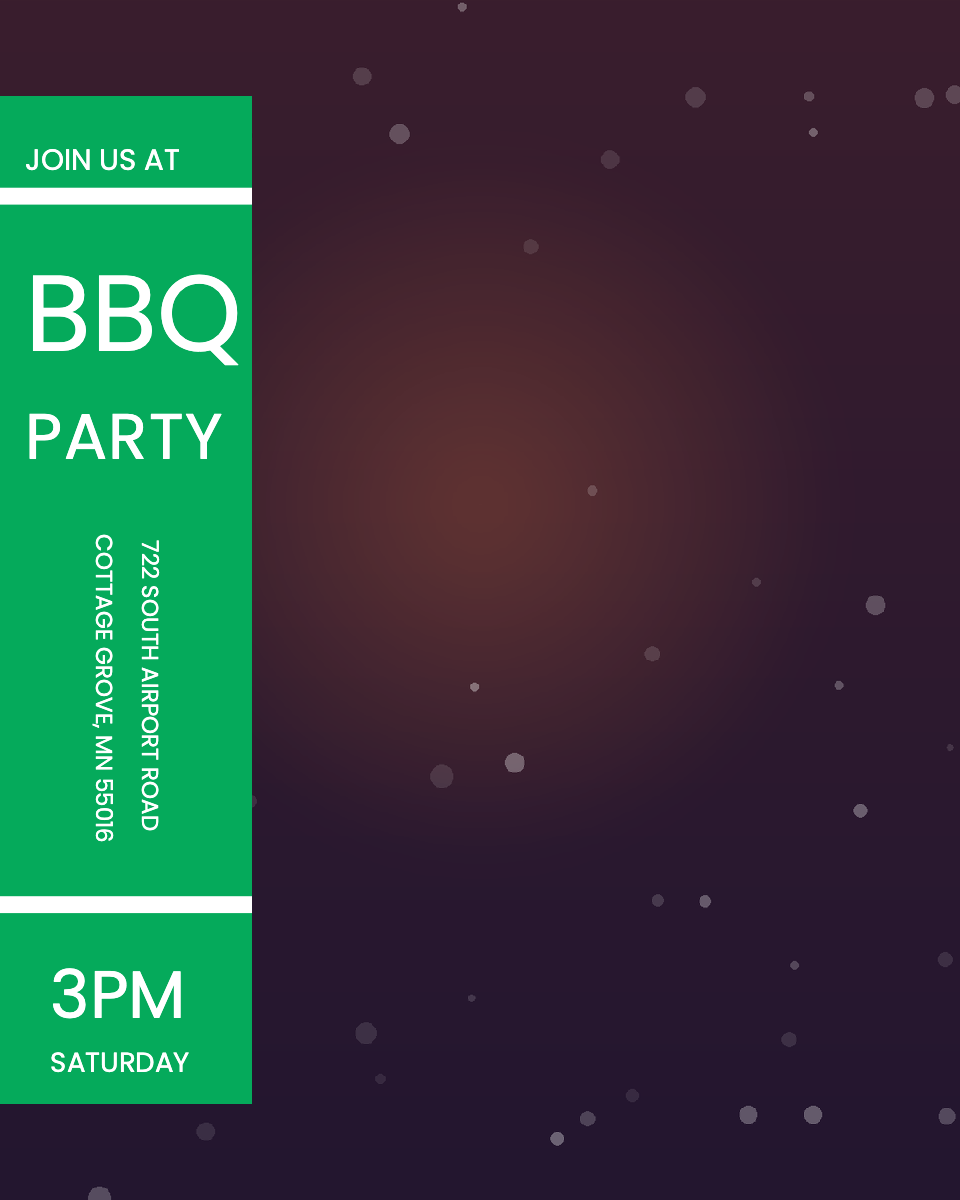 JOIN US AT
BBQ
PARTY
722 SOUTH AIRPORT ROAD
COTTAGE GROVE, MN 55016
3PM
SATURDAY